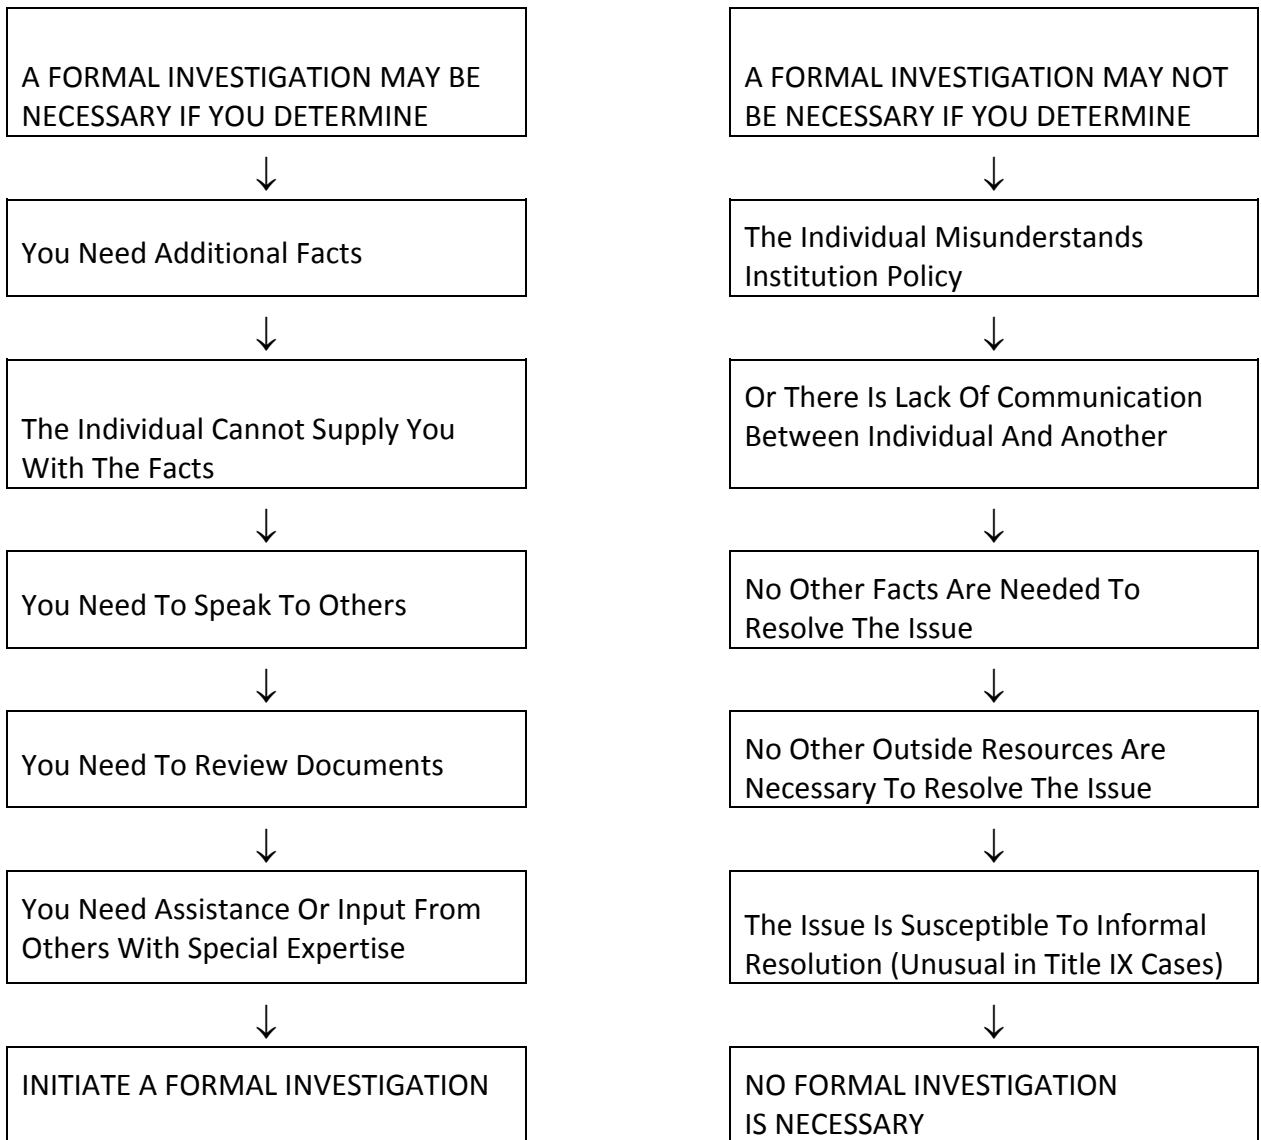 A FORMAL INVESTIGATION MAY BE
NECESSARY IF YOU DETERMINE
↓
You Need Additional Facts
↓
The Individual Cannot Supply You
With The Facts
↓
You Need To Speak To Others
↓
You Need To Review Documents
↓
You Need Assistance Or Input From
Others With Special Expertise
↓
INITIATE A FORMAL INVESTIGATION
A FORMAL INVESTIGATION MAY NOT
BE NECESSARY IF YOU DETERMINE
↓
The Individual Misunderstands
Institution Policy
↓
Or There Is Lack Of Communication
Between Individual And Another
↓
No Other Facts Are Needed To
Resolve The Issue
↓
No Other Outside Resources Are
Necessary To Resolve The Issue
↓
The Issue Is Susceptible To Informal
Resolution (Unusual in Title IX Cases)
↓
NO FORMAL INVESTIGATION
IS NECESSARY